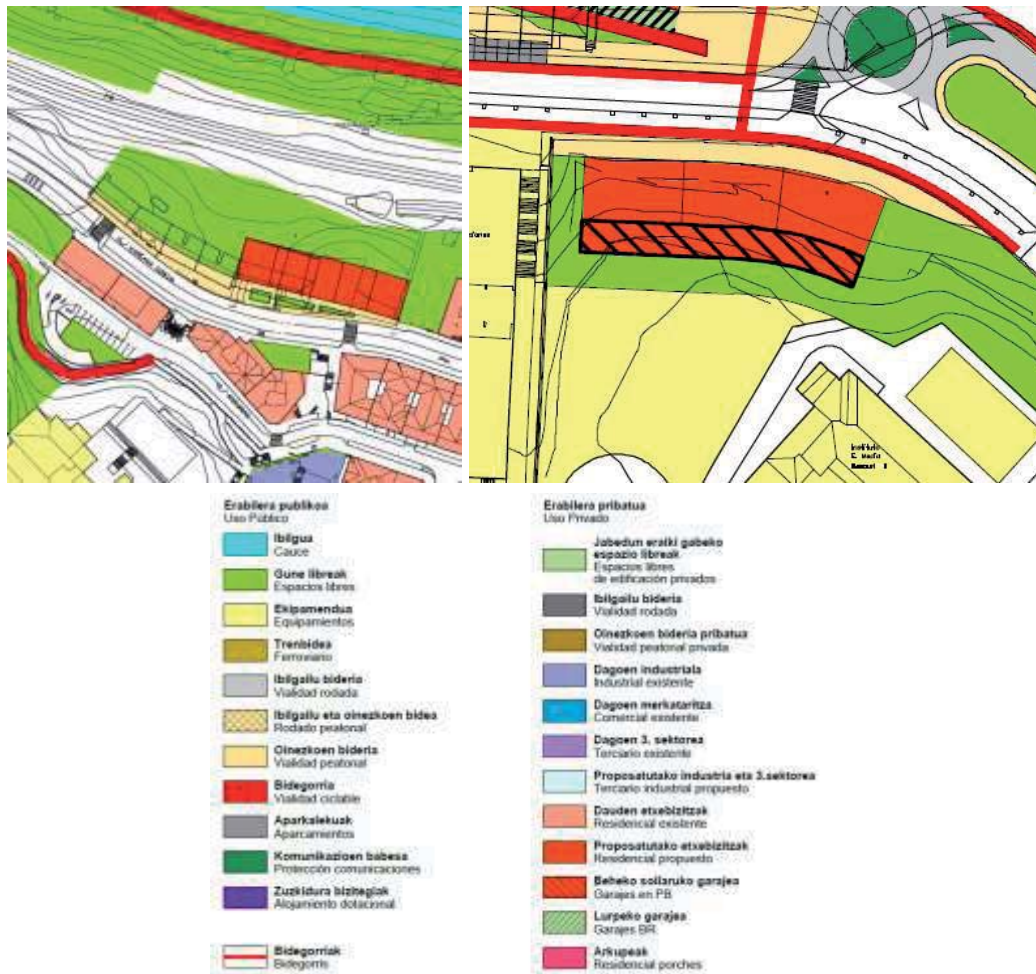 Instituto
Erabilera publikoa
Uso Público
Ibilgua
Cauce
Gune libreak
Espacios libres
Ekipamendua
Equipamientos
Trenbidea
Ferroviario
Ibilgailu bideria
Vialidad rodada
Ibilgailu eta oinezkoen bidea
Rodado peatonal
Oinezkoen bideria
Vialidad peatonal
Bidegorria
Vialidad ciclable
Aparkalekuak
Aparcamientos
Komunikazioen babesa
Protección comunicaciones
Zuzkidura bizitegiak
Alojamiento dotacional
Bidegorriak
Bidegorris
Erabilera pribatua
Uso Privado
Jabedun eraiki gabeko
espazio libreak
Espacios libres
de edificación privados
Ibilgailu bideria
Vialidad rodada
Oinezkoen bideria pribatua
Vialidad peatonal privada
Dagoen industriala
Industrial existente
Dagoen merkataritza
Comercial existente
Dagoen 3. sektorea
Terciario existente
Proposatutako industria eta 3.sektorea
Terciario industrial propuesto
Dauden etxebizitzak
Residencial existente
Proposatutako etxebizitzak
Residencial propuesto
Beheko soilaruko garajea
Garajes en PB
Lurpeko garajea
Garajes BR
Arkupeak
Residencial porches